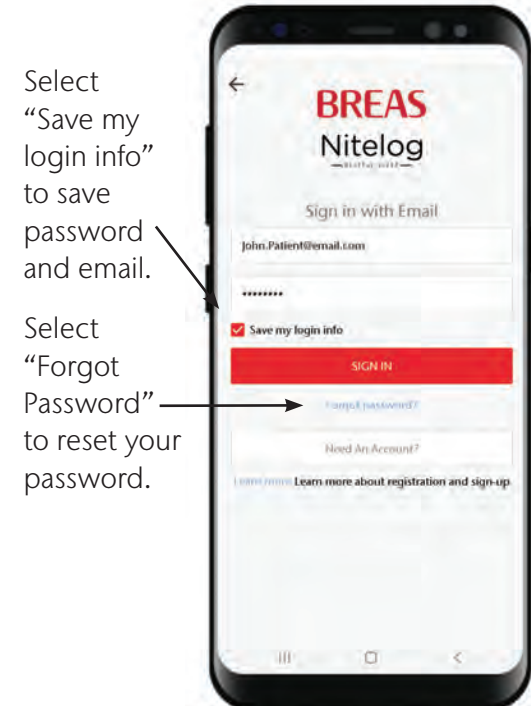 Select
“Save my
login info”
to save
password
and email.
Select
“Forgot
Password”
to reset your
password.
BREAS
Nitelog
Sign in with Email
John.Patient@email.com
••••••••
Save my login info
SIGN IN
Forgot password?
Need An Account?
Learn more Learn more about registration and sign-up